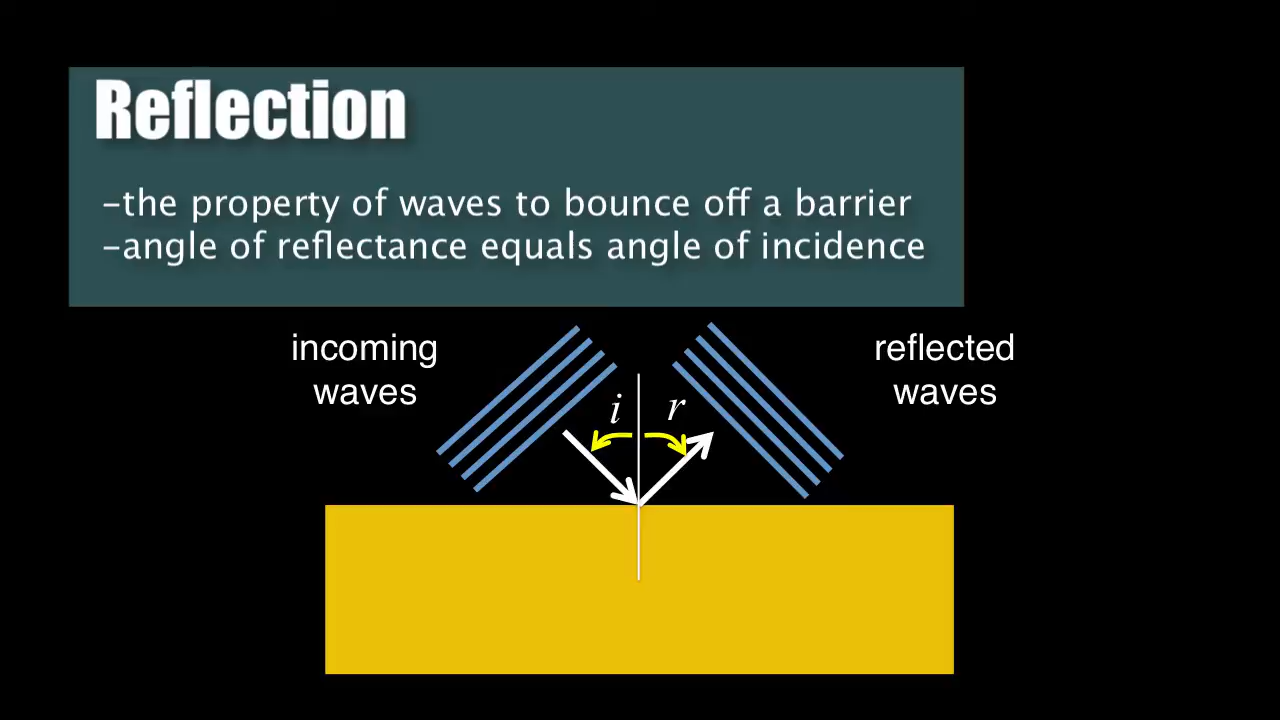 Reflection
-the property of waves to bounce off a barrier
-angle of reflectance equals angle of incidence
incoming
waves
reflected
waves
i
r